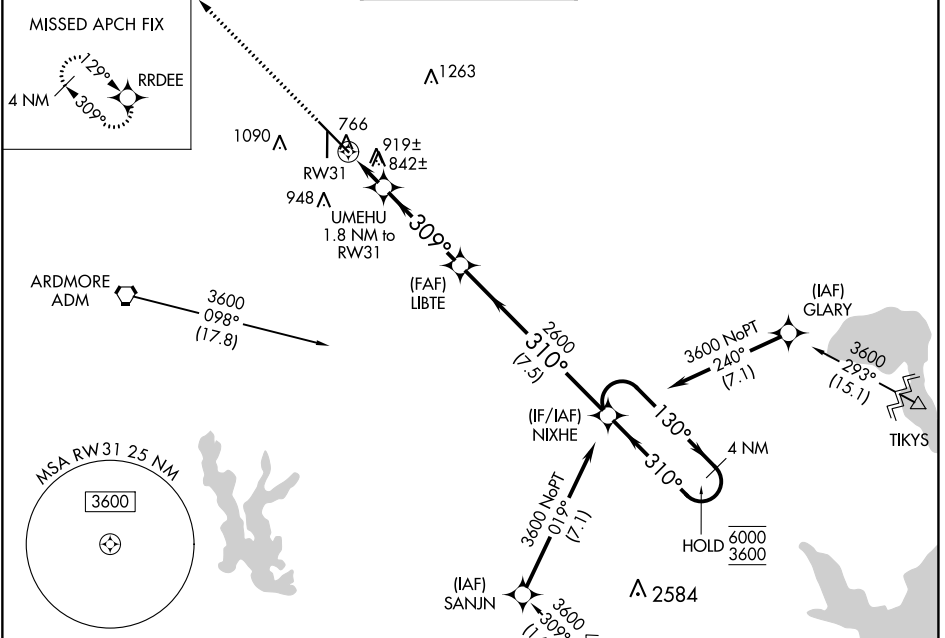 MISSED APCH FIX
129°
RRDEE
4 NM
309°
1263
1090
766
919±
842±
RW31
948
UMEHU
1.8 NM to
RW31
309°
(FAF)
LIBTE
ARDMORE
ADM
3600
098°
(17.8)
(IAF)
GLARY
2600
310°
(7.5)
3600 NoPT
240°
(7.1)
3600
293°
(15.1)
TIKYS
(IF/IAF)
NIXHE
130°
4 NM
310°
MSA RW31 25 NM
3600
3600 NoPT
019°
(7.1)
HOLD
6000
3600
(IAF)
SANJN
2584
3600
309°